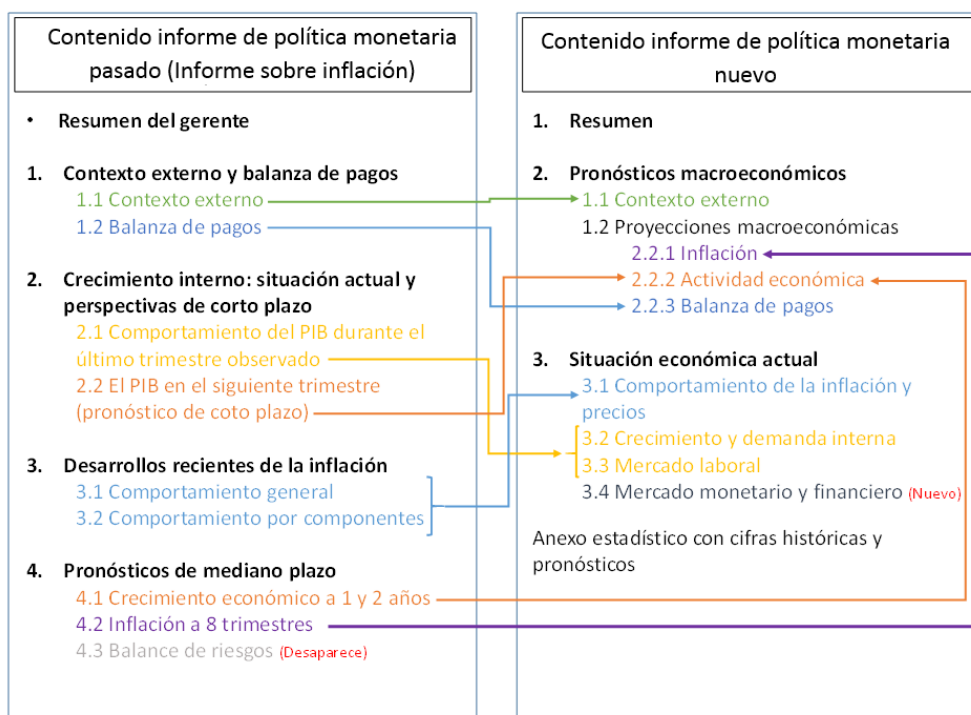 Contenido informe de política monetaria
pasado (Informe sobre inflación)
• Resumen del gerente
1. Contexto externo y balanza de pagos
1.1 Contexto externo
1.2 Balanza de pagos
2. Crecimiento interno: situación actual y
perspectivas de corto plazo
2.1 Comportamiento del PIB durante el
último trimestre observado
2.2 El PIB en el siguiente trimestre
(pronóstico de coto plazo)
3. Desarrollos recientes de la inflación
3.1 Comportamiento general
3.2 Comportamiento por componentes
4. Pronósticos de mediano plazo
4.1 Crecimiento económico a 1 y 2 años
4.2 Inflación a 8 trimestres
4.3 Balance de riesgos (Desaparece)
Contenido informe de política monetaria
nuevo
1. Resumen
2. Pronósticos macroeconómicos
1.1 Contexto externo
1.2 Proyecciones macroeconómicas
2.2.1 Inflación
2.2.2 Actividad económica
2.2.3 Balanza de pagos
3. Situación económica actual
3.1 Comportamiento de la inflación y
precios
3.2 Crecimiento y demanda interna
3.3 Mercado laboral
3.4 Mercado monetario y financiero (Nuevo)
Anexo estadístico con cifras históricas y
pronósticos